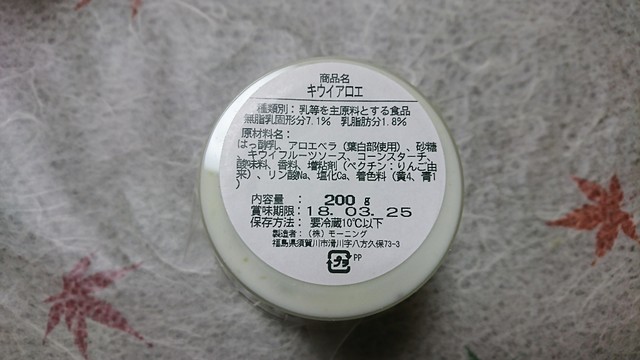 商品名
キウイアロエ
種類別:乳等を主原料とする食品
無脂乳固形分7.1% 乳脂肪分1.8%
原材料名:
はっ酵乳、アロエベラ(葉白部使用)、砂糖
、キウイフルーツソース、コーンスターチ、
酸味料、香料、増粘剤(ペクチン:りんご由
来)、リン酸Na、塩化Ca、着色料(黄4、青1
)
内容量 : 200g
賞味期限:18.03.25
保存方法: 要冷蔵10℃以下
製造者:(株)モーニング
福島県須賀川市滑川字八方久保73-3
プラ PP